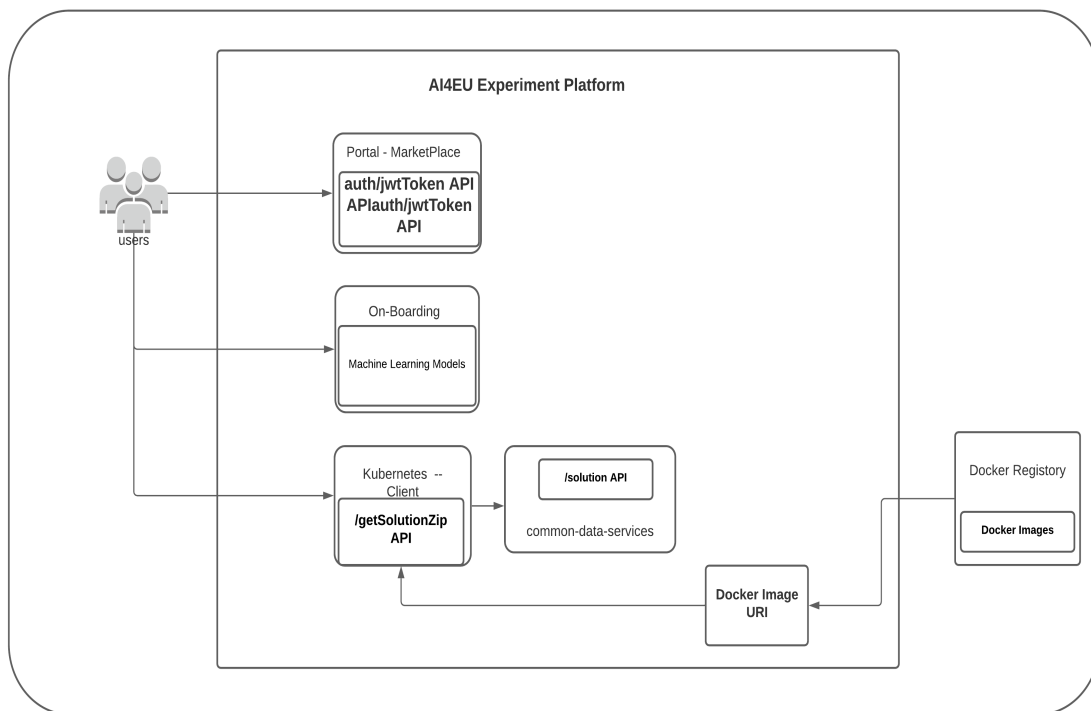 AI4EU Experiment Platform
Portal - MarketPlace
auth/jwtToken API
APIauth/jwtToken
API
users
On-Boarding
Machine Learning Models
Kubernetes --
Client
/getSolutionZip
API
/solution API
common-data-services
Docker Image
URI
Docker Registory
Docker Images